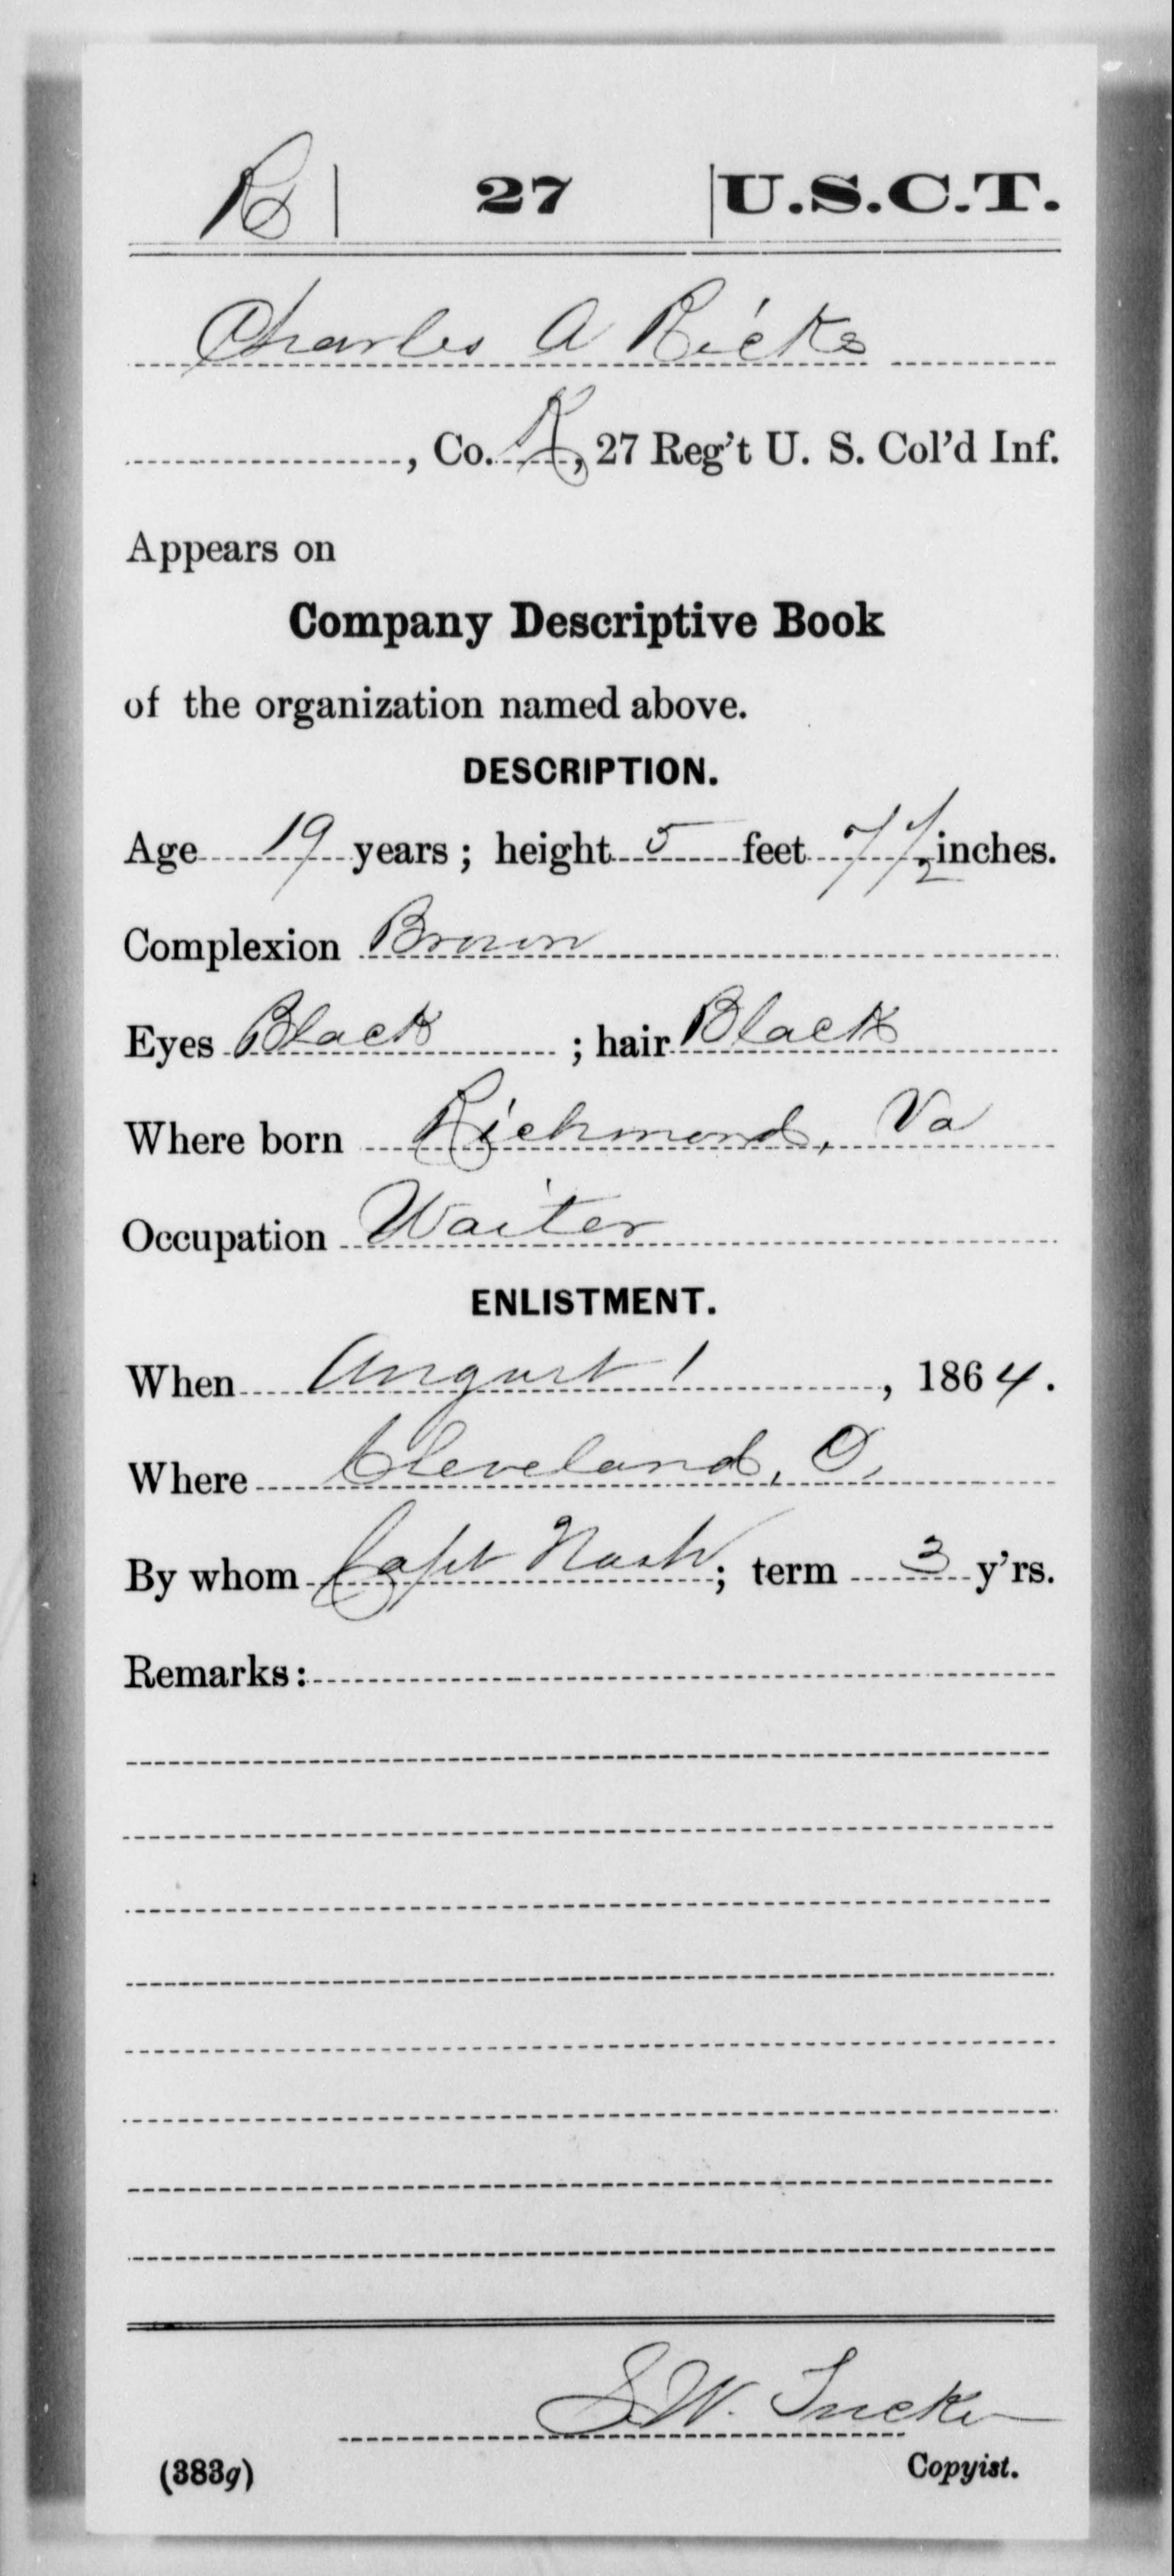 R | 27 | U.S.C.T.
Charles A Ricks
, Co. K, 27 Reg't U. S. Col'd Inf.
Appears on
Company Descriptive Book
of the organization named above.
DESCRIPTION.
Age 19 years; height 5 feet 7 1/2 inches.
Complexion Brown
Eyes Black ; hair Black
Where born Richmond, Va
Occupation Waiter
ENLISTMENT.
When August 1, 1864.
Where Cleveland, O.
By whom Capt Nash; term 3 y'rs.
Remarks:
S.W. Tucker
(383g) Copyist.